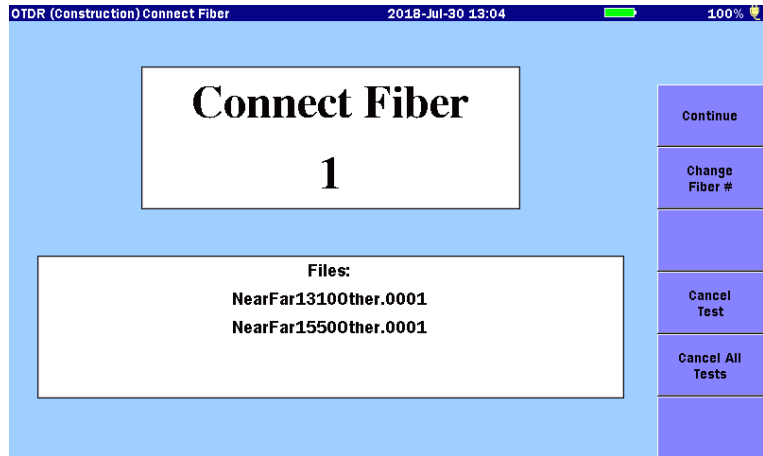 OTDR (Construction) Connect Fiber 2018-Jul-30 13:04 100%
Connect Fiber
1
Continue
Change
Fiber #
Files:
NearFar1310Other.0001
NearFar1550Other.0001
Cancel
Test
Cancel All
Tests